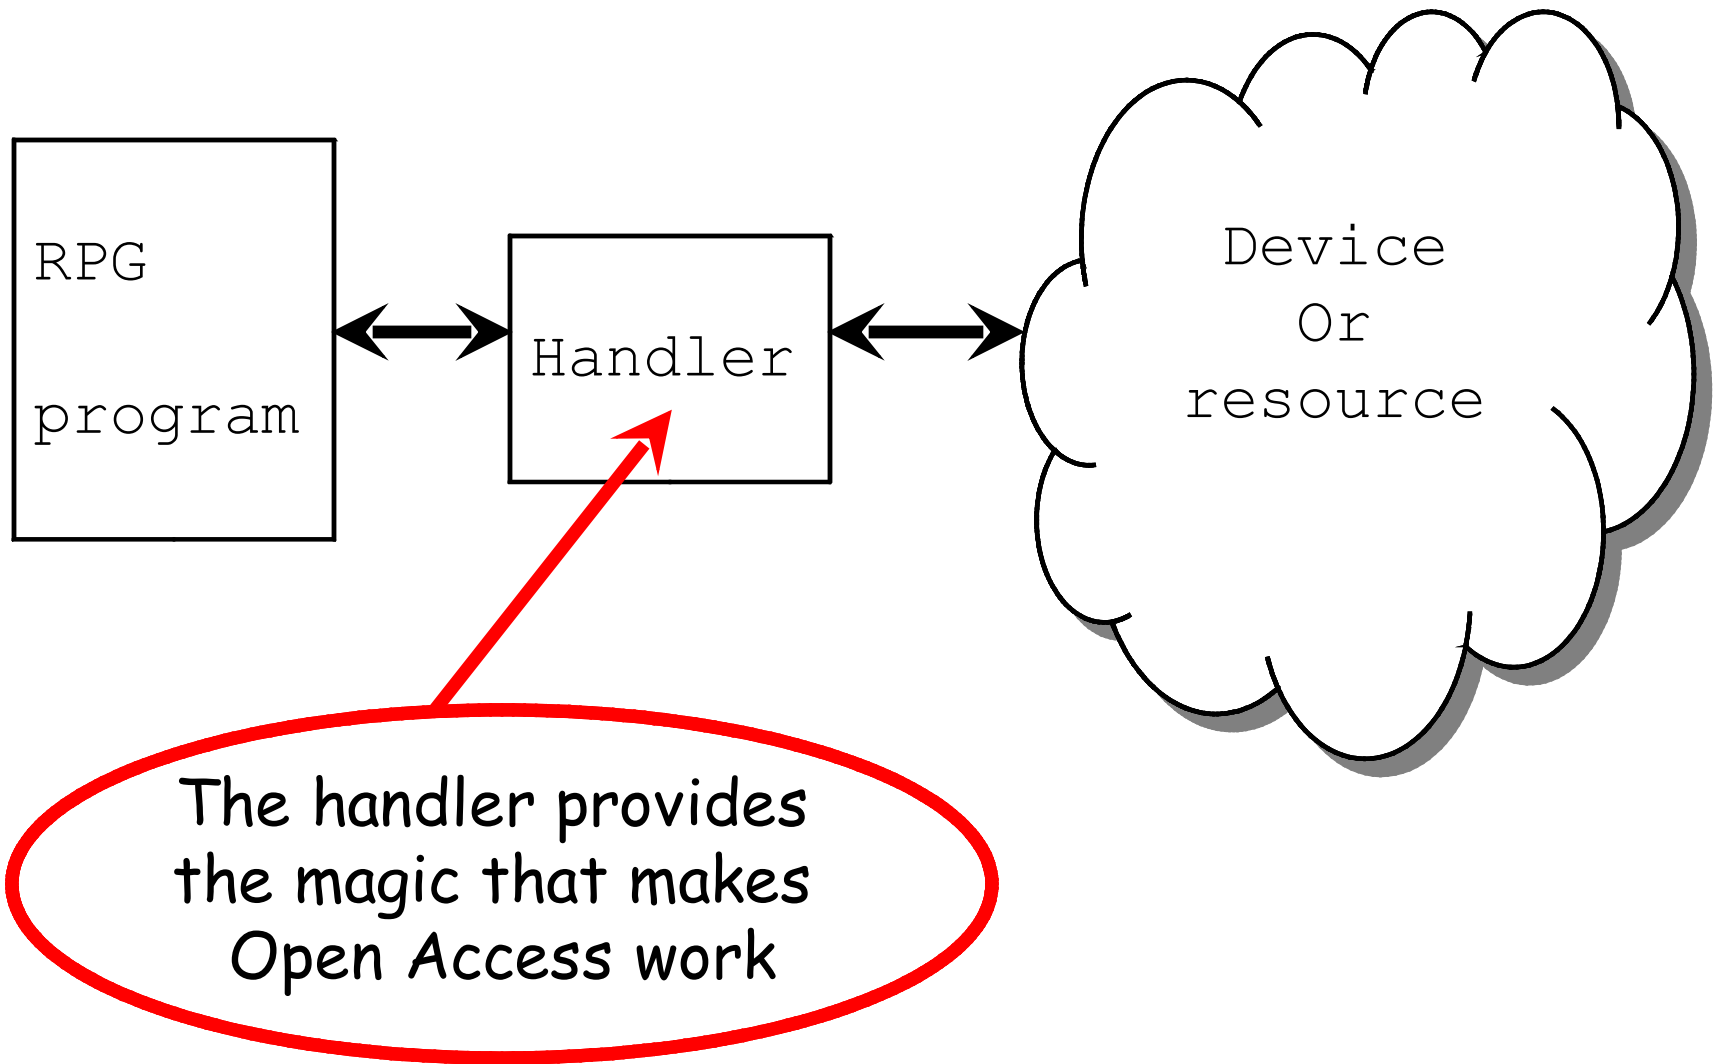 RPG
program
Handler
Device
Or
resource
The handler provides
the magic that makes
Open Access work